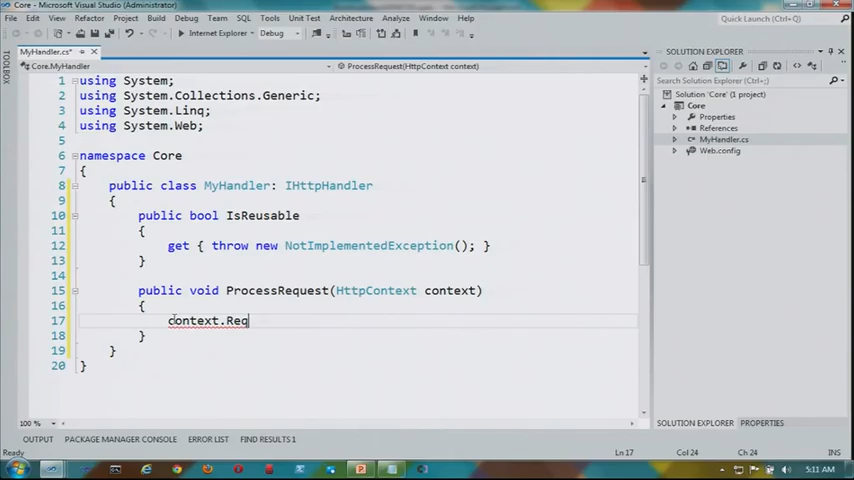 Core - Microsoft Visual Studio (Administrator)
Quick Launch (Ctrl+Q)
FILE EDIT VIEW REFACTOR PROJECT BUILD DEBUG TEAM SQL TOOLS TEST ARCHITECTURE ANALYZE WINDOW HELP
Internet Explorer Debug
TOOLBOX
MyHandler.cs*
Core.MyHandler
ProcessRequest(HttpContext context)
1 using System;
2 using System.Collections.Generic;
3 using System.Linq;
4 using System.Web;
5
6 namespace Core
7 {
8 public class MyHandler: IHttpHandler
9 {
10 public bool IsReusable
11 {
12 get { throw new NotImplementedException(); }
13 }
14
15 public void ProcessRequest(HttpContext context)
16 {
17 context.Req
18 }
19 }
20 }
100 %
SOLUTION EXPLORER
Search Solution Explorer (Ctrl+;)
Solution 'Core' (1 project)
Core
Properties
References
MyHandler.cs
Web.config
SOLUTION EXPLORER PROPERTIES
OUTPUT PACKAGE MANAGER CONSOLE ERROR LIST FIND RESULTS 1
Ready Ln 17 Col 24 Ch 24 INS
5:11 AM